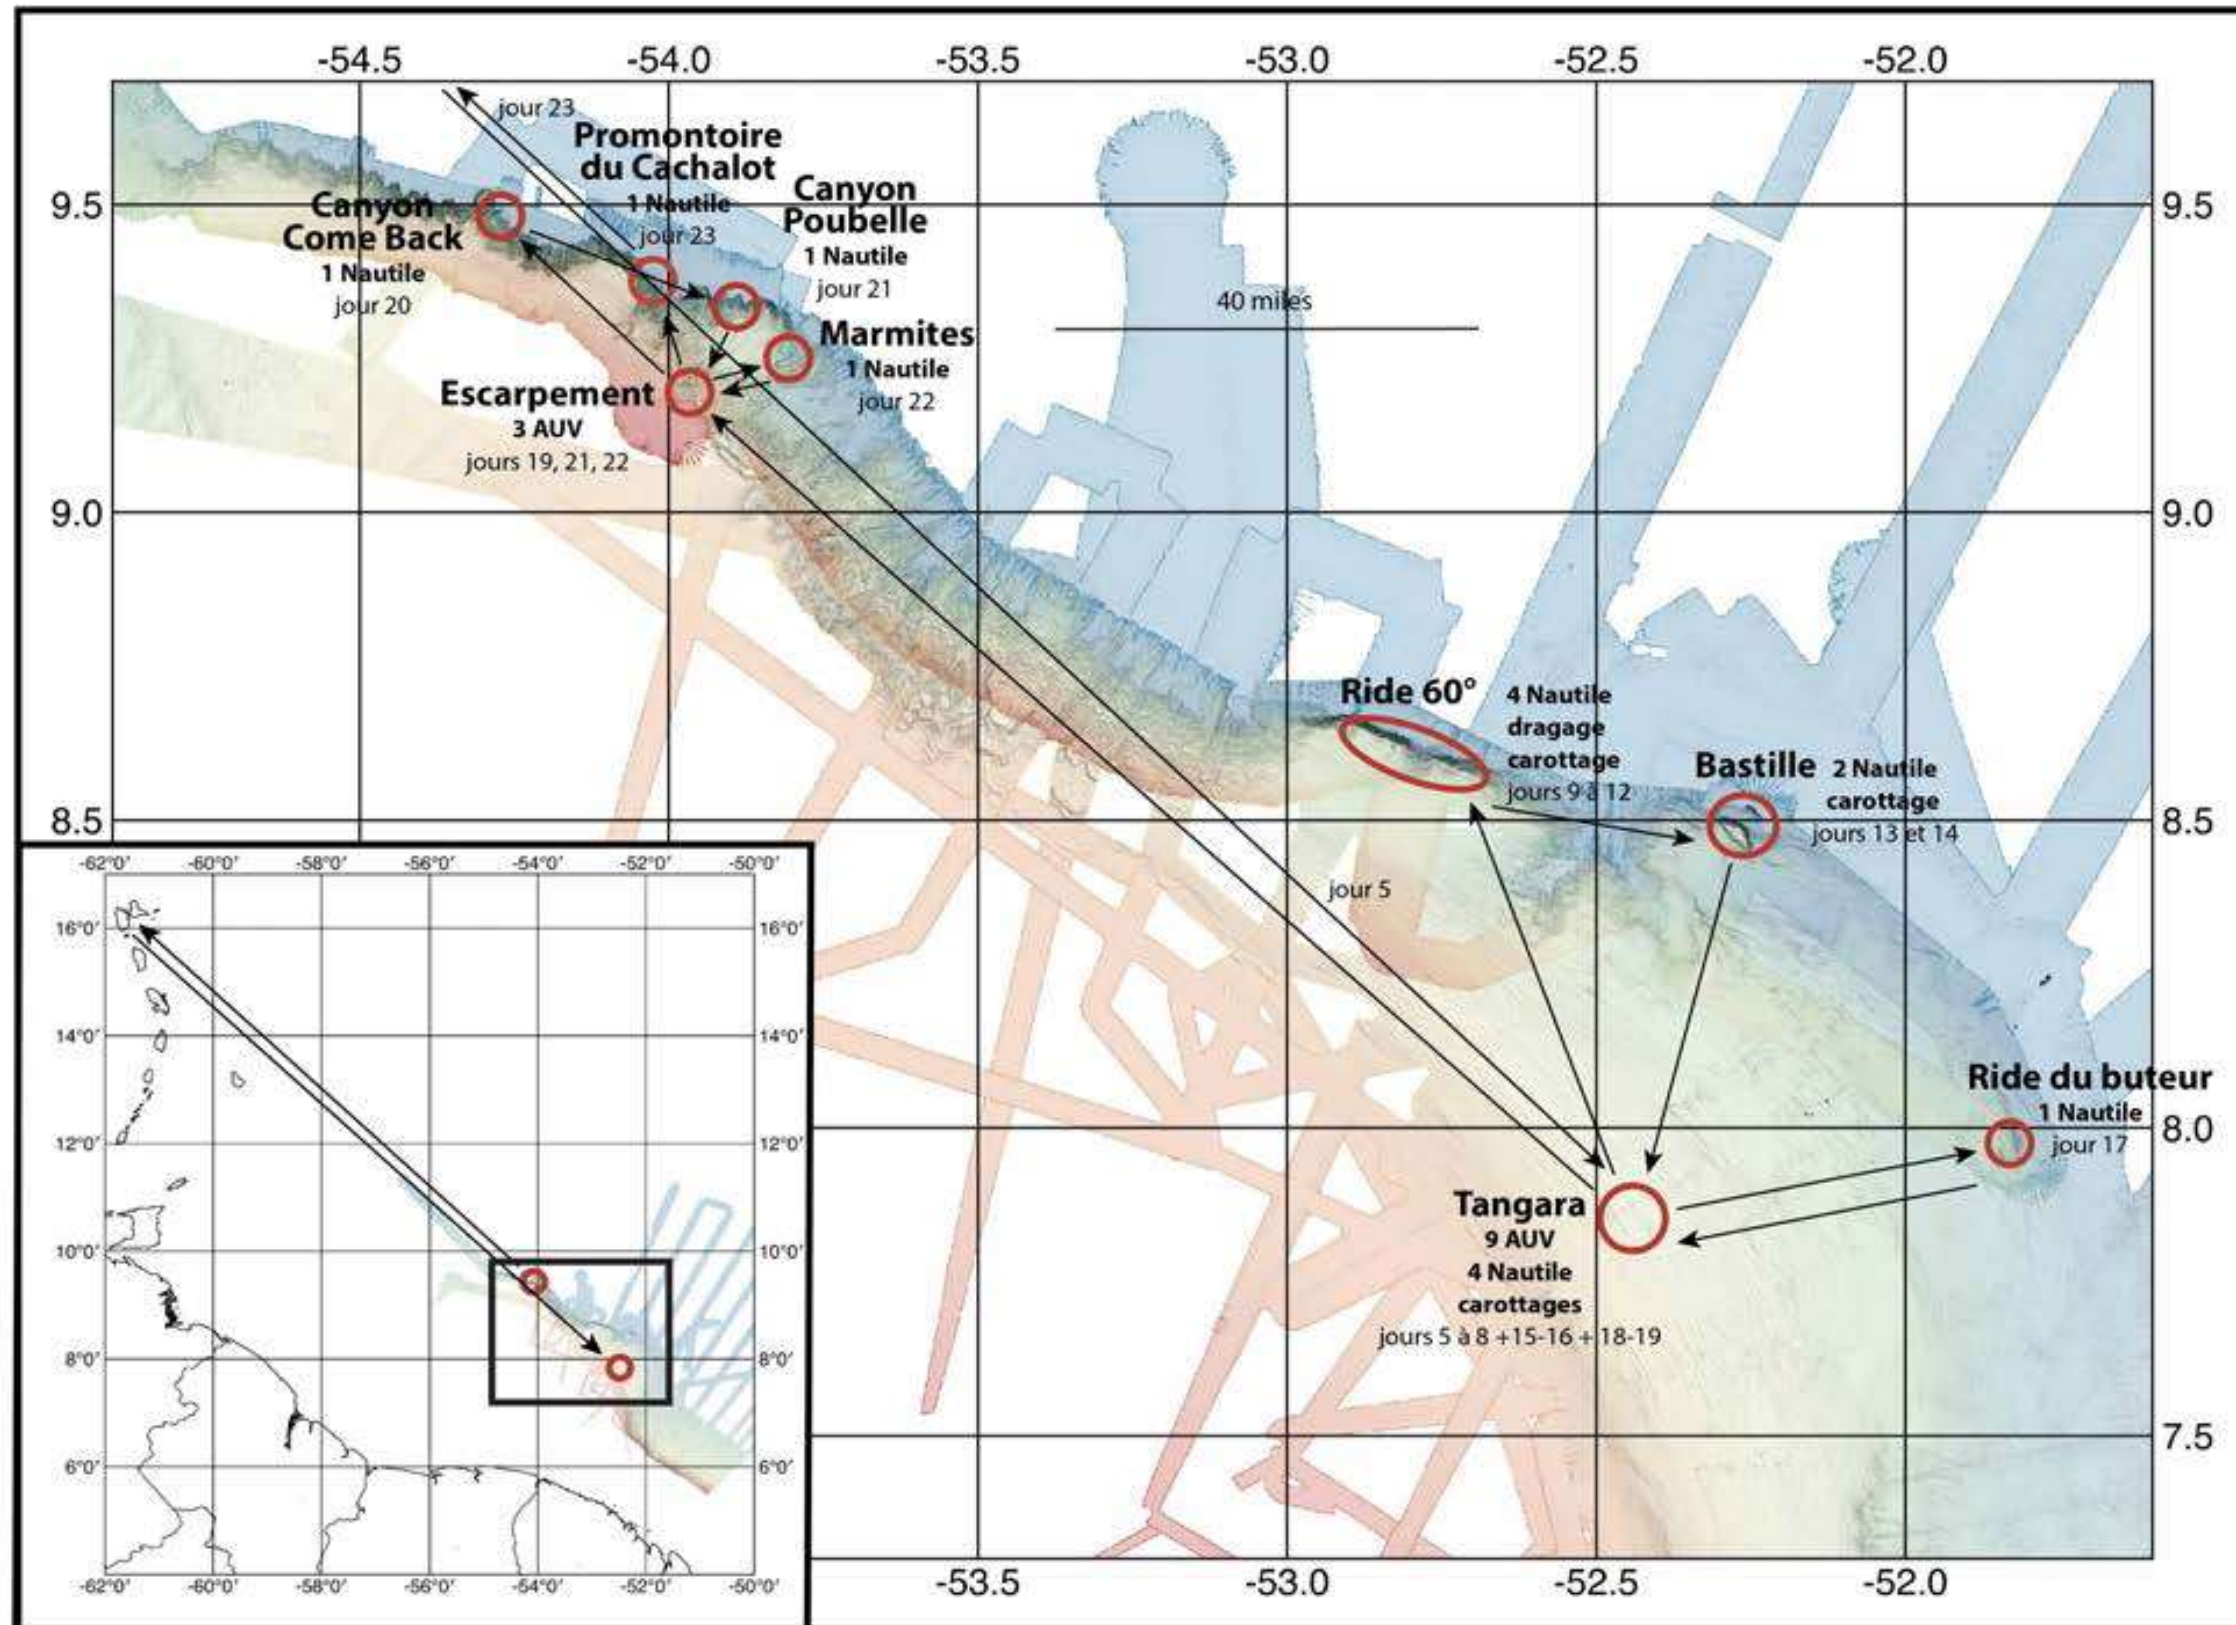 -54.5 -54.0 -53.5 -53.0 -52.5 -52.0
jour 23
Promontoire
du Cachalot
1 Nautile
jour 23
Canyon
Poubelle
1 Nautile
jour 21
9.5 9.5
Canyon
Come Back
1 Nautile
jour 20
40 miles
Marmites
1 Nautile
jour 22
Escarpement
3 AUV
jours 19, 21, 22
9.0 9.0
Ride 60°
4 Nautile
dragage
carottage
jours 9 à 12
Bastille
2 Nautile
carottage
jours 13 et 14
8.5 8.5
jour 5
Ride du buteur
1 Nautile
jour 17
8.0
Tangara
9 AUV
4 Nautile
carottages
jours 5 à 8 +15-16 + 18-19
7.5
-53.5 -53.0 -52.5 -52.0
-62°0' -60°0' -58°0' -56°0' -54°0' -52°0' -50°0'
16°0' 16°0'
14°0' 14°0'
12°0' 12°0'
10°0' 10°0'
8°0' 8°0'
6°0' 6°0'
-62°0' -60°0' -58°0' -56°0' -54°0' -52°0' -50°0'